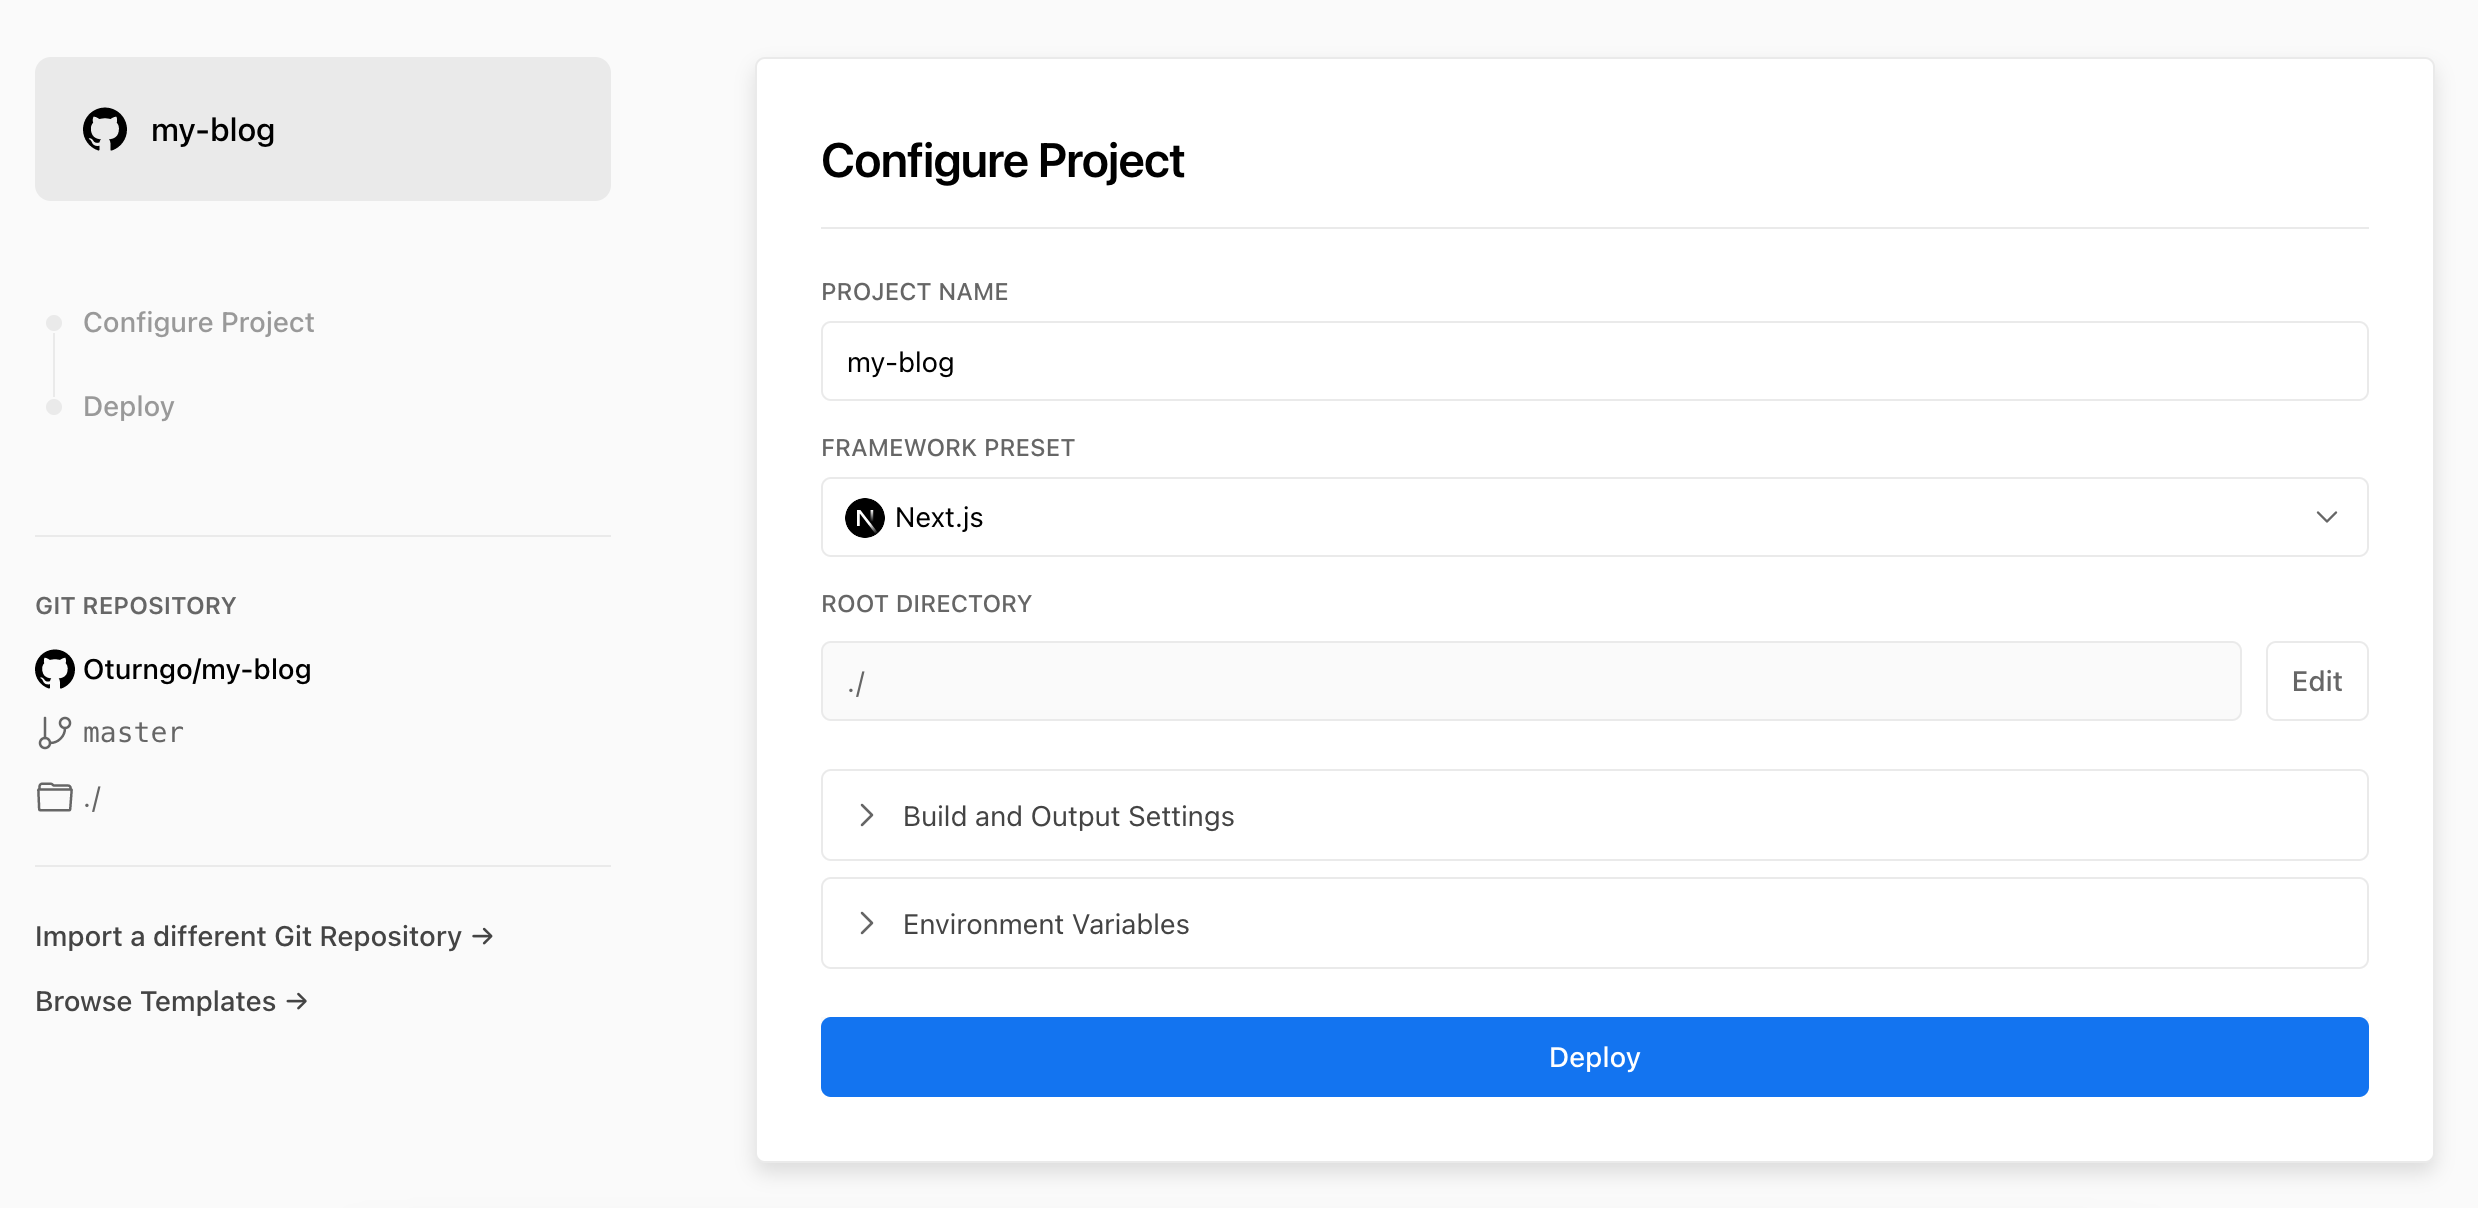 my-blog
Configure Project
Deploy
GIT REPOSITORY
Oturngo/my-blog
master
./
Import a different Git Repository →
Browse Templates →
Configure Project
PROJECT NAME
my-blog
FRAMEWORK PRESET
N Next.js
ROOT DIRECTORY
./
Edit
Build and Output Settings
Environment Variables
Deploy